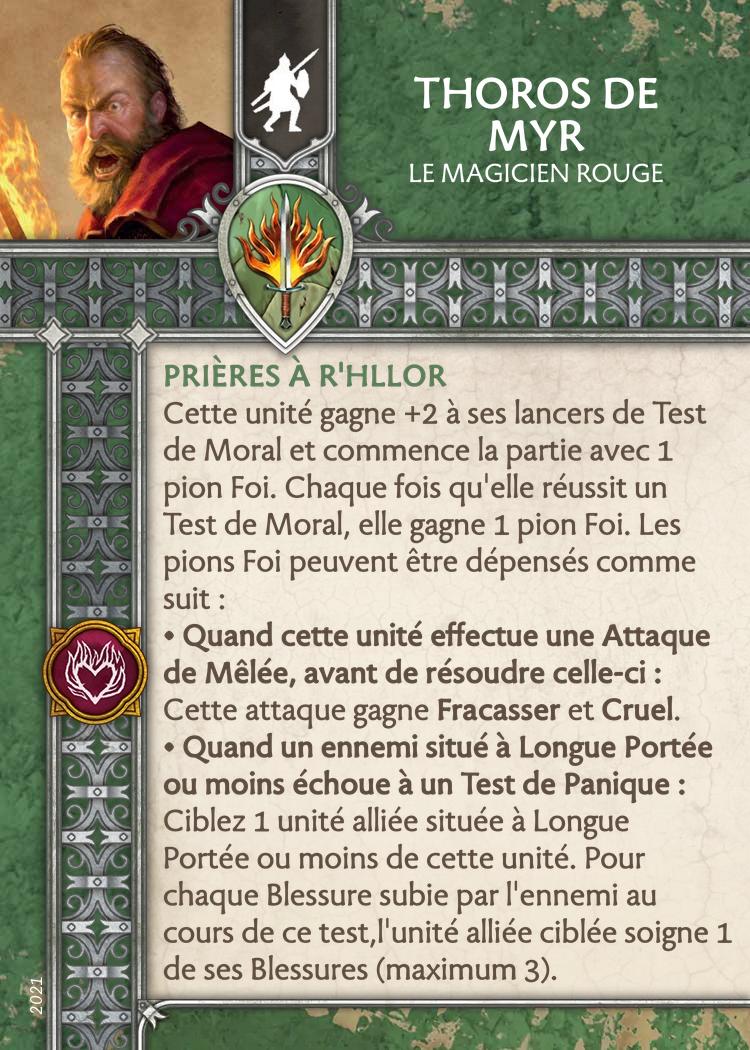 THOROS DE
MYR
LE MAGICIEN ROUGE
PRIÈRES À R'HLLOR
Cette unité gagne +2 à ses lancers de Test
de Moral et commence la partie avec 1
pion Foi. Chaque fois qu'elle réussit un
Test de Moral, elle gagne 1 pion Foi. Les
pions Foi peuvent être dépensés comme
suit :
• Quand cette unité effectue une Attaque
de Mêlée, avant de résoudre celle-ci :
Cette attaque gagne Fracasser et Cruel.
• Quand un ennemi situé à Longue Portée
ou moins échoue à un Test de Panique :
Ciblez 1 unité alliée située à Longue
Portée ou moins de cette unité. Pour
chaque Blessure subie par l'ennemi au
cours de ce test,l'unité alliée ciblée soigne 1
de ses Blessures (maximum 3).
2021